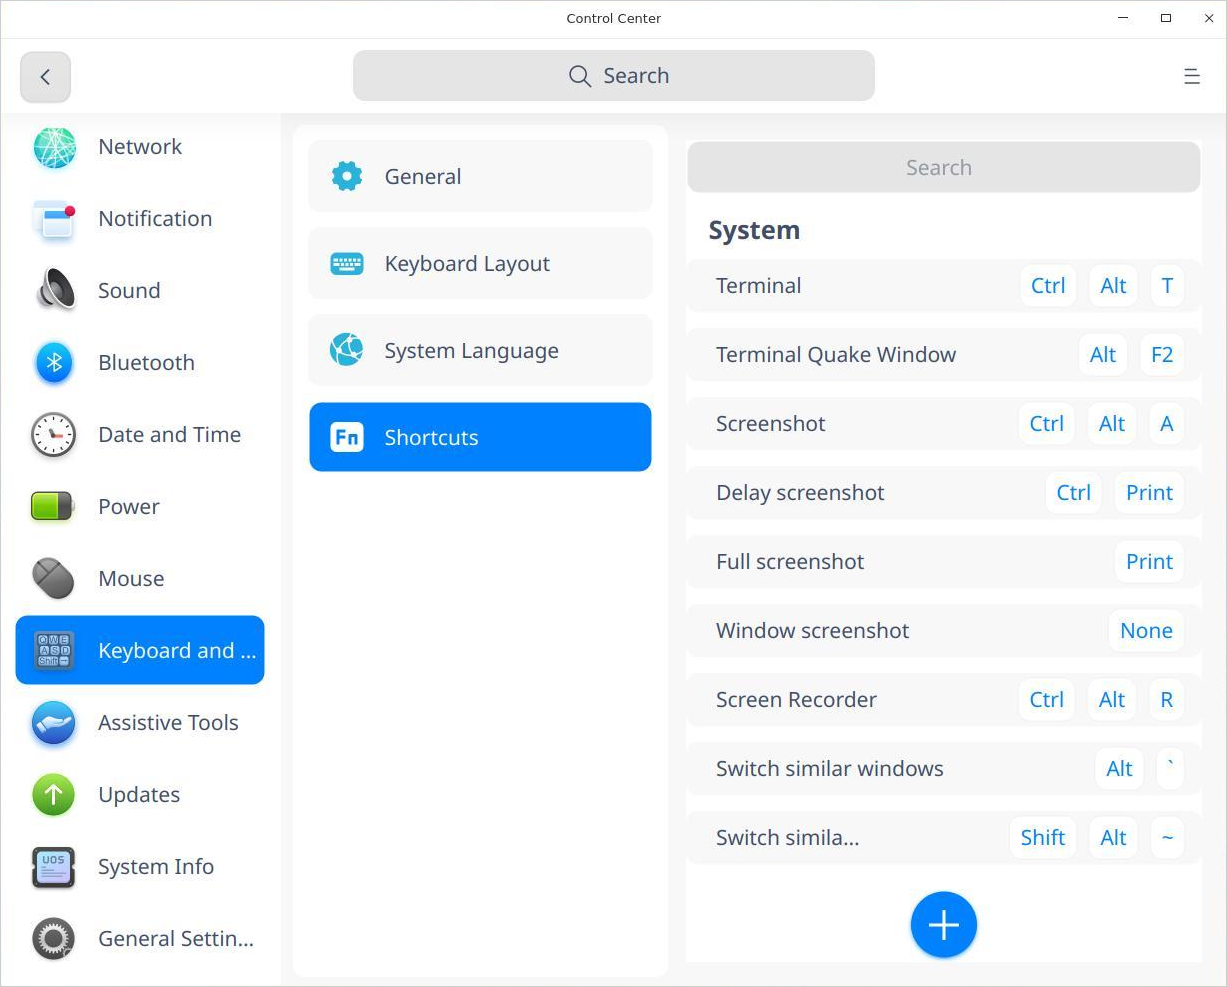 Control Center
Search
Network
Notification
Sound
Bluetooth
Date and Time
Power
Mouse
Keyboard and ...
Assistive Tools
Updates
UOS
System Info
General Settin...
General
Keyboard Layout
System Language
Fn Shortcuts
Search
System
Terminal Ctrl Alt T
Terminal Quake Window Alt F2
Screenshot Ctrl Alt A
Delay screenshot Ctrl Print
Full screenshot Print
Window screenshot None
Screen Recorder Ctrl Alt R
Switch similar windows Alt `
Switch simila... Shift Alt ~